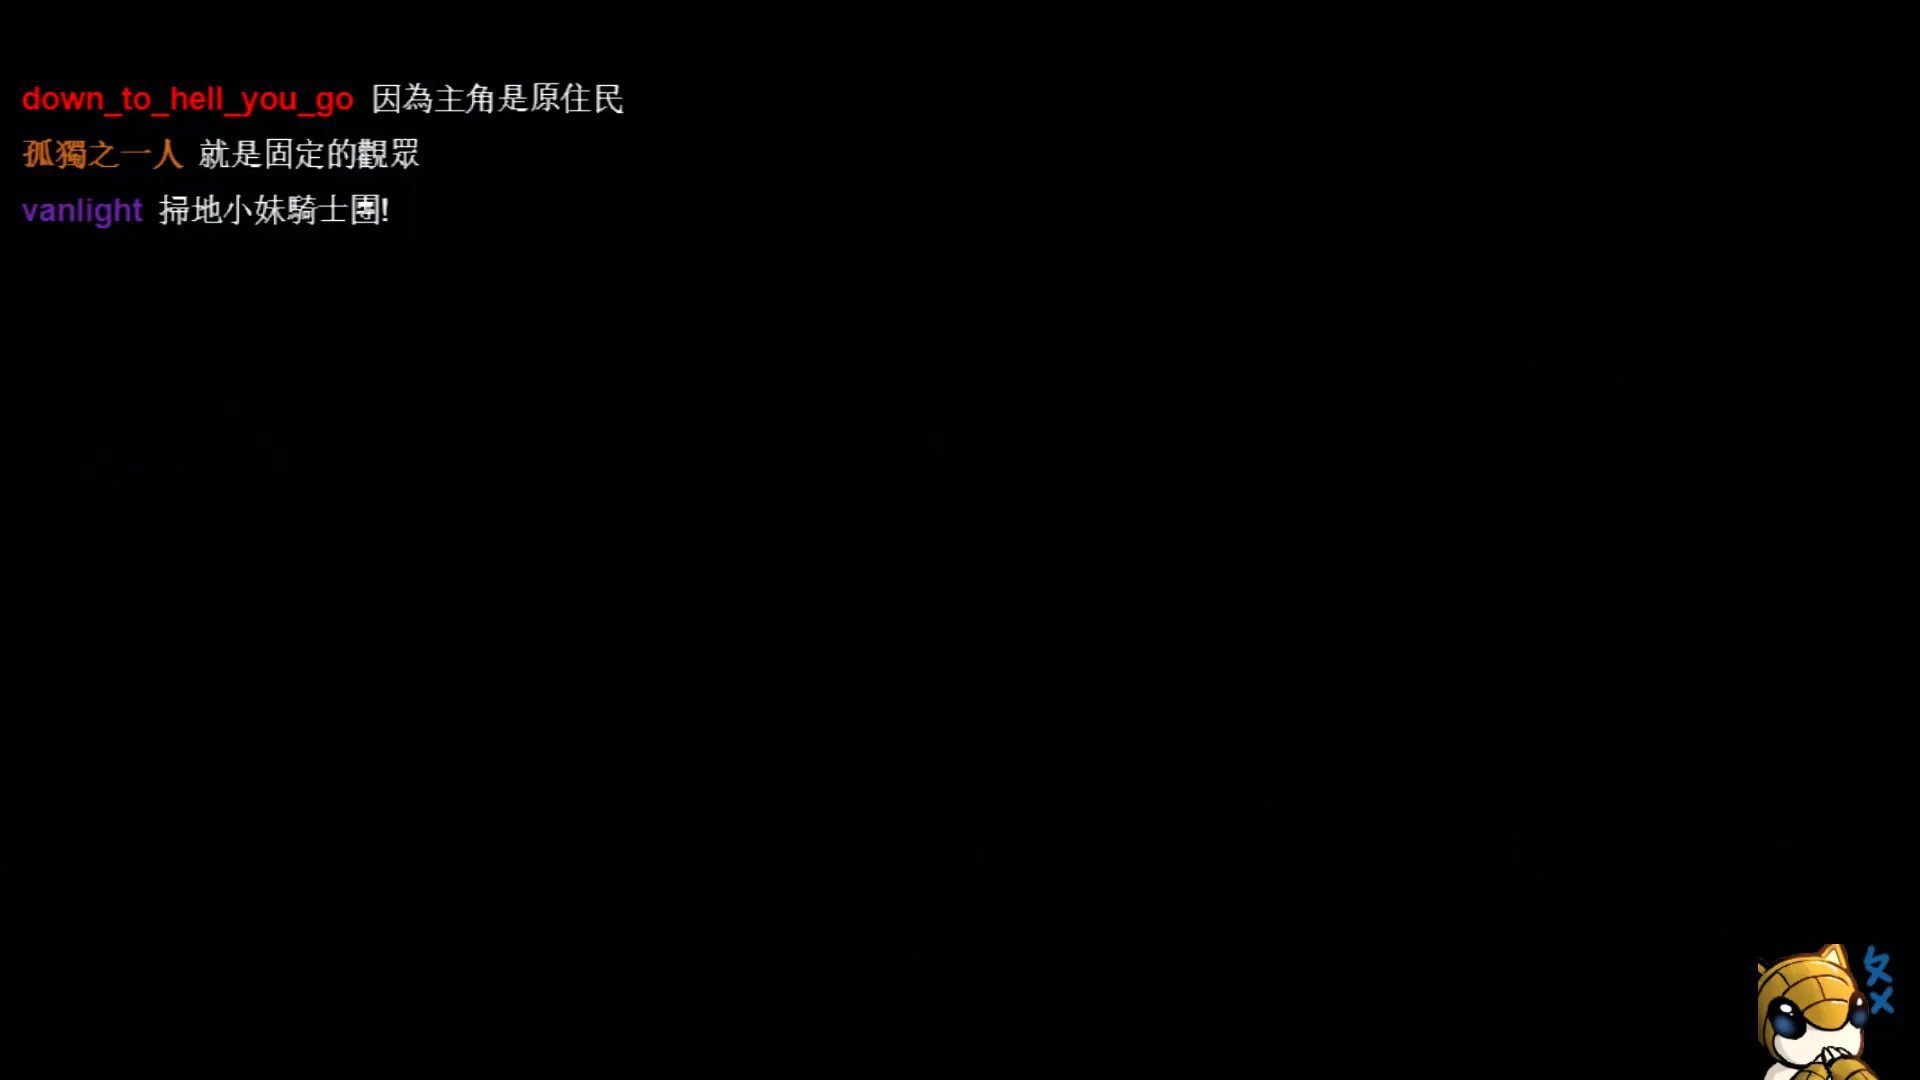 down_to_hell_you_go 因為主角是原住民
孤獨之一人 就是固定的觀眾
vanlight 掃地小妹騎士團!
ㄆㄨ